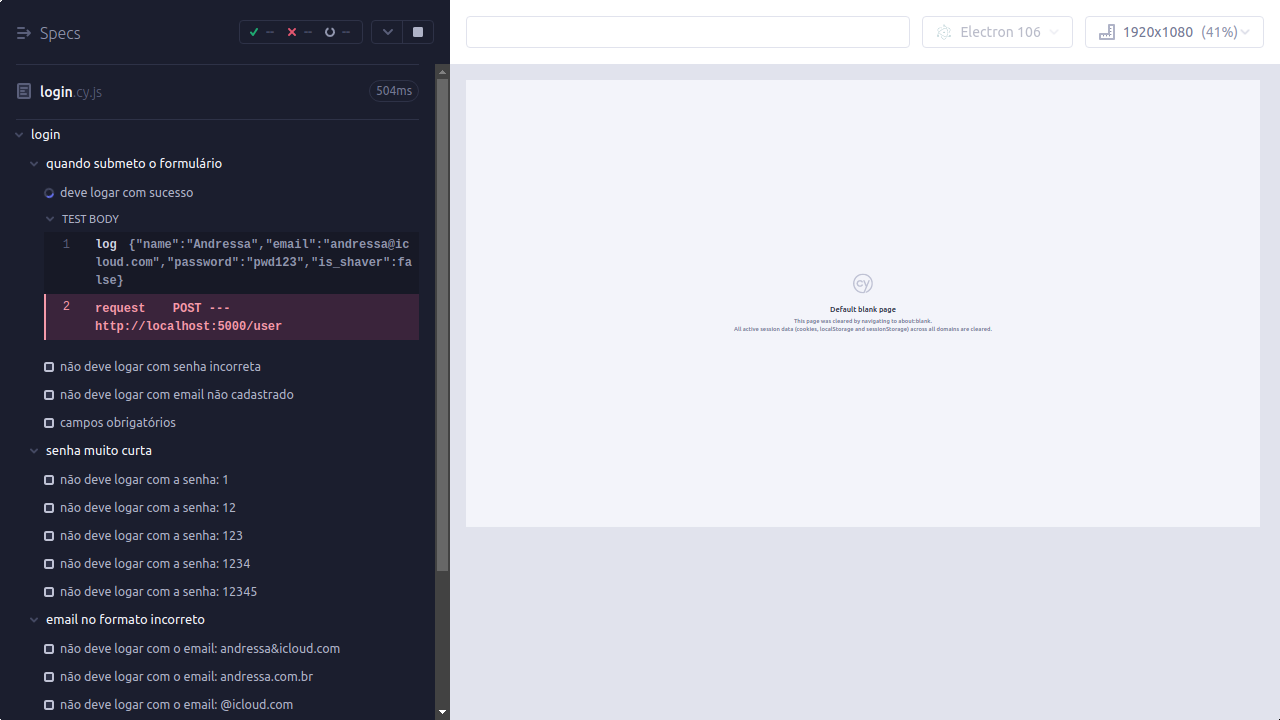 Specs
--
--
--
Electron 106
1920x1080 (41%)
login.cy.js
504ms
login
quando submeto o formulário
deve logar com sucesso
TEST BODY
1 log {"name":"Andressa","email":"andressa@ic
loud.com","password":"pwd123","is_shaver":fa
lse}
2 request POST ---
http://localhost:5000/user
não deve logar com senha incorreta
não deve logar com email não cadastrado
campos obrigatórios
senha muito curta
não deve logar com a senha: 1
não deve logar com a senha: 12
não deve logar com a senha: 123
não deve logar com a senha: 1234
não deve logar com a senha: 12345
email no formato incorreto
não deve logar com o email: andressa&icloud.com
não deve logar com o email: andressa.com.br
não deve logar com o email: @icloud.com
cy
Default blank page
This page was cleared by navigating to about:blank.
All active session data (cookies, localStorage and sessionStorage) across all domains are cleared.